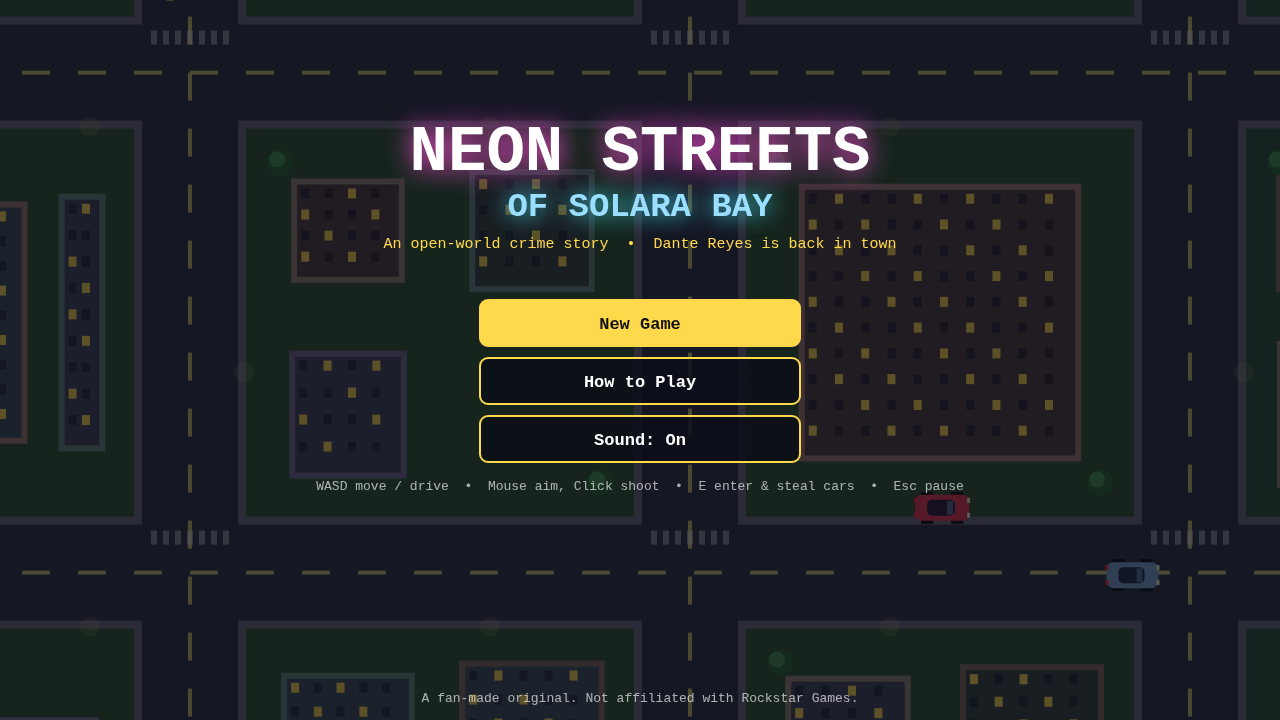 NEON STREETS
OF SOLARA BAY
An open-world crime story • Dante Reyes is back in town
New Game
How to Play
Sound: On
WASD move / drive • Mouse aim, Click shoot • E enter & steal cars • Esc pause
A fan-made original. Not affiliated with Rockstar Games.